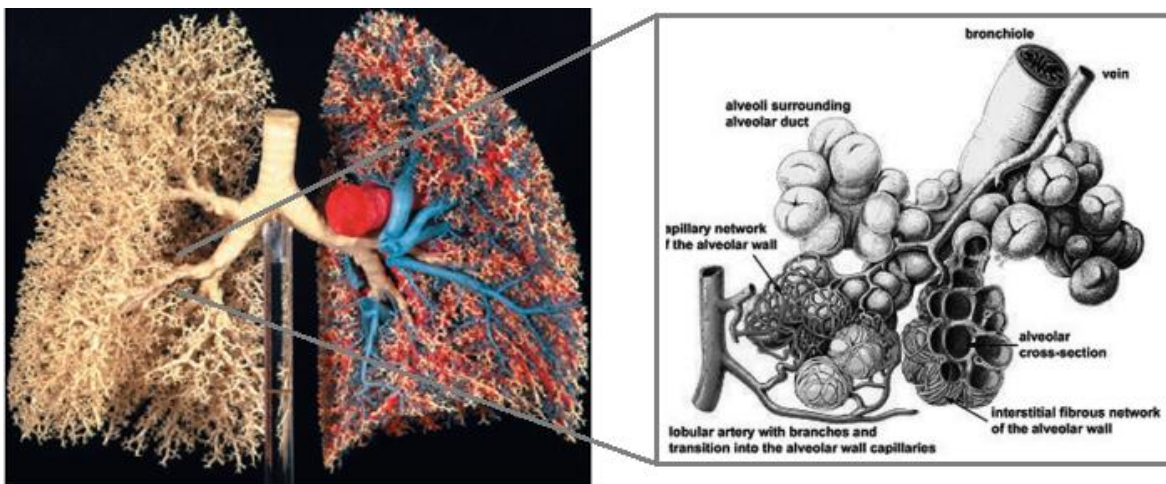 bronchiole
vein
alveoli surrounding
alveolar duct
apillary network
f the alveolar wall
alveolar
cross-section
interstitial fibrous network
of the alveolar wall
lobular artery with branches and
transition into the alveolar wall capillaries